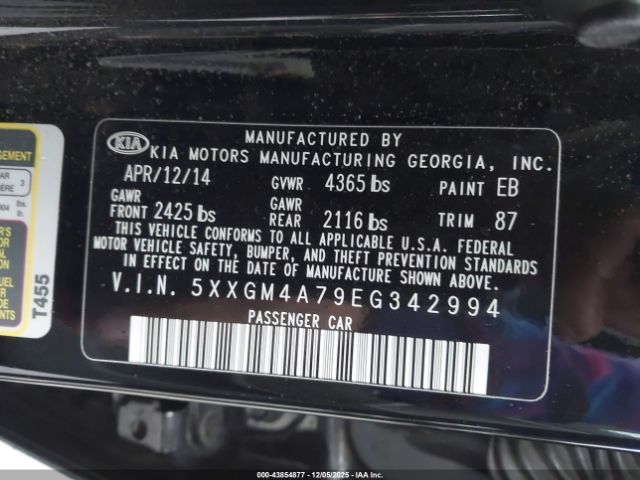 KIA
MANUFACTURED BY
KIA MOTORS MANUFACTURING GEORGIA, INC.
APR/12/14 GVWR 4365 lbs PAINT EB
GAWR FRONT 2425 lbs GAWR REAR 2116 lbs TRIM 87
THIS VEHICLE CONFORMS TO ALL APPLICABLE U.S.A. FEDERAL
MOTOR VEHICLE SAFETY, BUMPER, AND THEFT PREVENTION STANDARDS
IN EFFECT ON THE DATE OF MANUFACTURE SHOWN ABOVE.
V.I.N. 5XXGM4A79EG342994
PASSENGER CAR
T455
000-43854877 - 12/05/2025 - IAAI.com